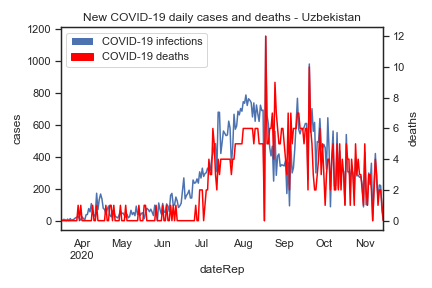 New COVID-19 daily cases and deaths - Uzbekistan
COVID-19 infections
COVID-19 deaths
1200
1000
800
600
400
200
0
cases
12
10
8
6
4
2
0
deaths
Apr May Jun Jul Aug Sep Oct Nov
2020
dateRep